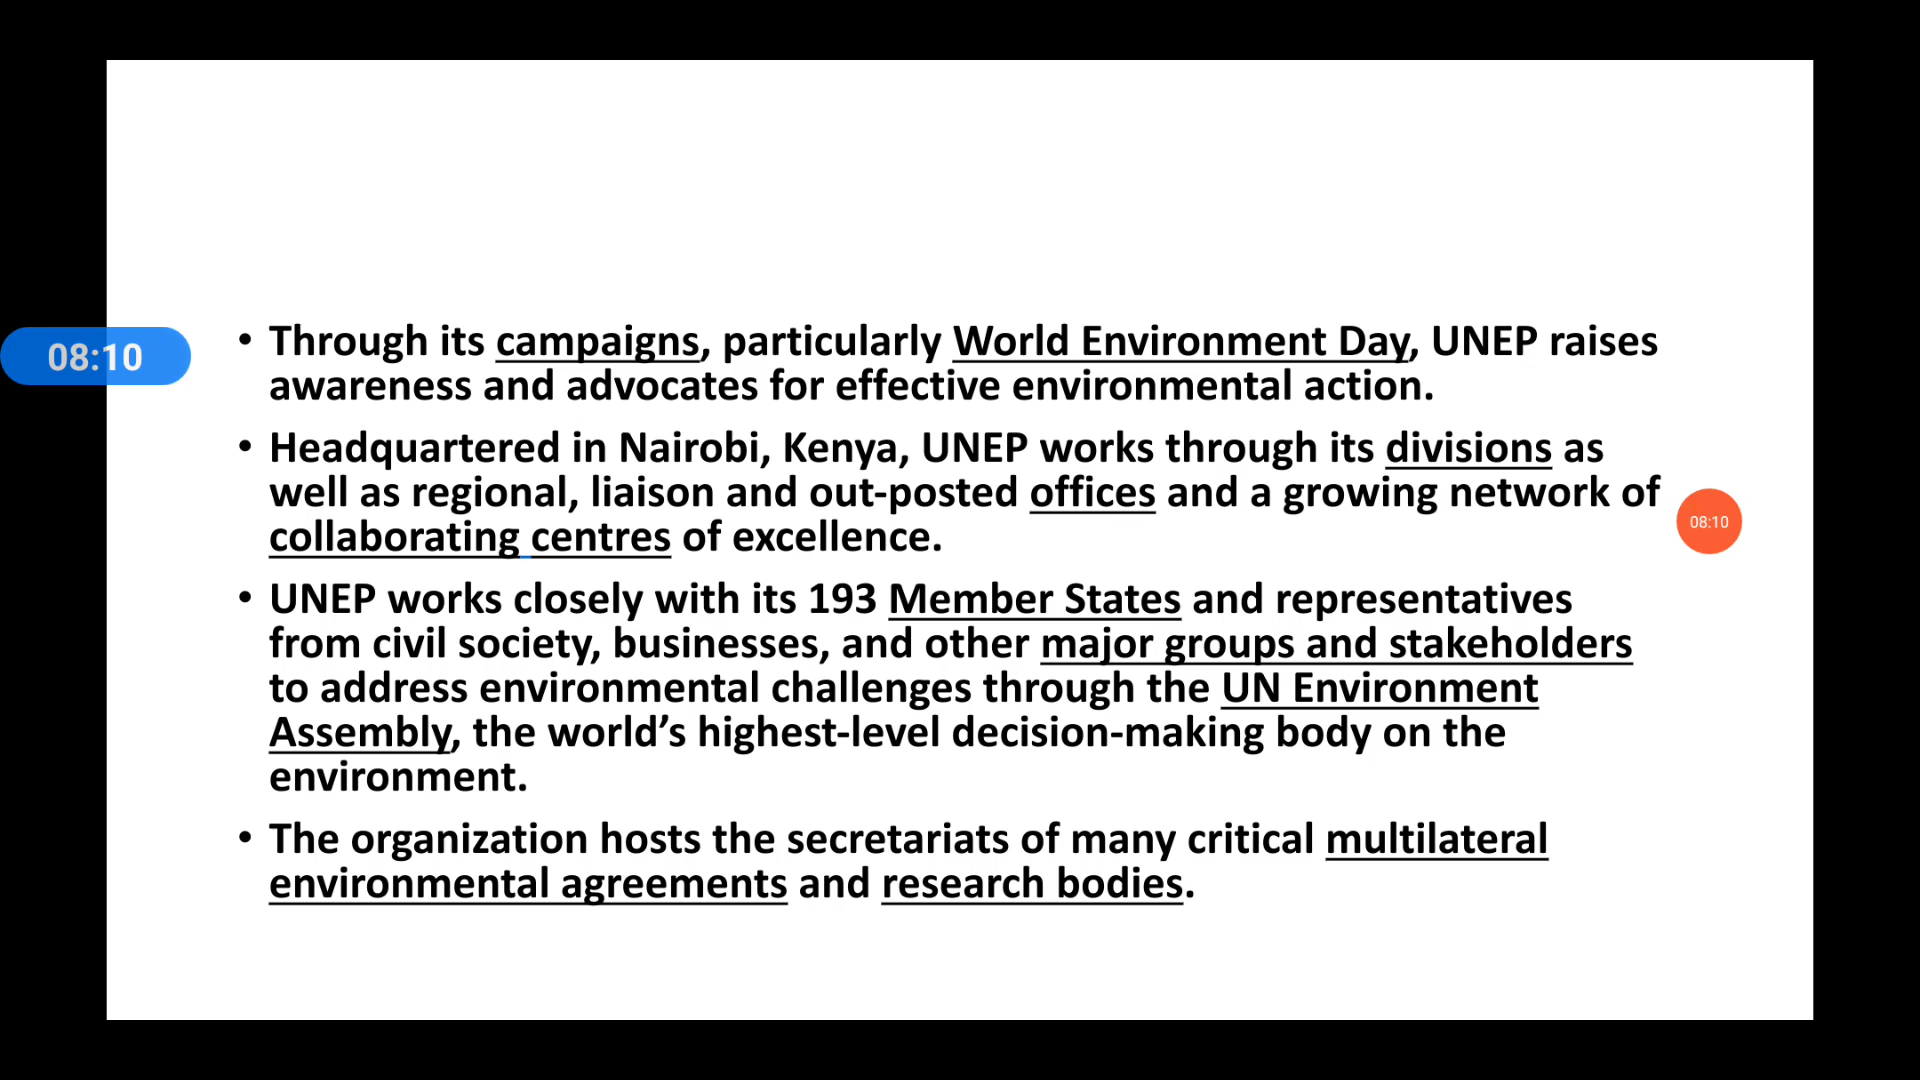 • Through its campaigns, particularly World Environment Day, UNEP raises
awareness and advocates for effective environmental action.
08:10
• Headquartered in Nairobi, Kenya, UNEP works through its divisions as
well as regional, liaison and out-posted offices and a growing network of
08:10
collaborating centres of excellence.
• UNEP works closely with its 193 Member States and representatives
from civil society, businesses, and other major groups and stakeholders
to address environmental challenges through the UN Environment
Assembly, the world’s highest-level decision-making body on the
environment.
• The organization hosts the secretariats of many critical multilateral
environmental agreements and research bodies.